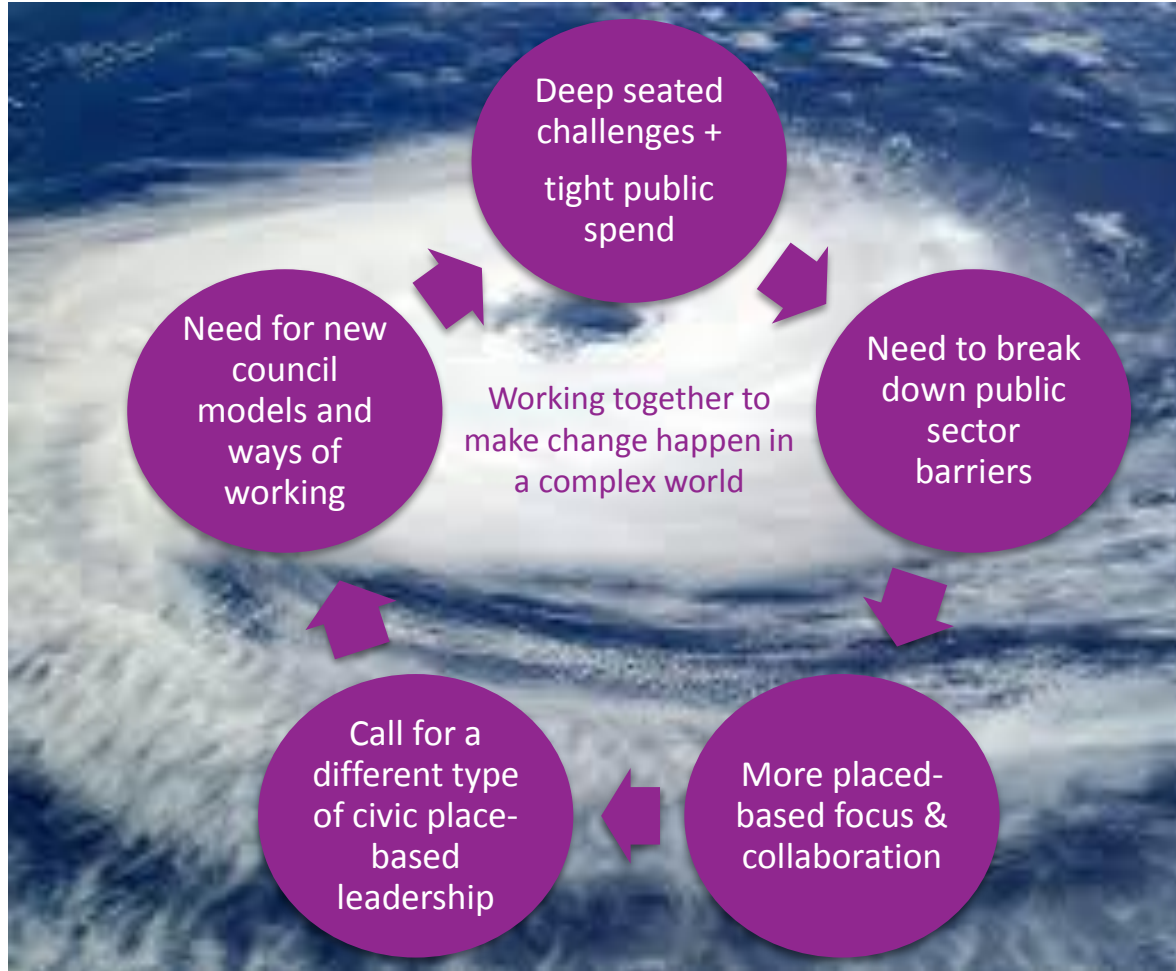 Deep seated
challenges +
tight public
spend
Need to break
down public
sector
barriers
More placed-
based focus &
collaboration
Call for a
different type
of civic place-
based
leadership
Need for new
council
models and
ways of
working
Working together to
make change happen in
a complex world